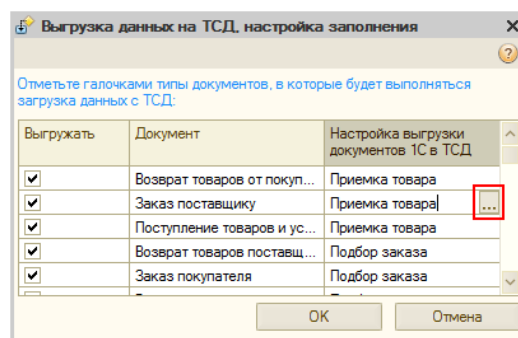 Выгрузка данных на ТСД, настройка заполнения
Отметьте галочками типы документов, в которые будет выполняться
загрузка данных с ТСД:
Выгружать Документ Настройка выгрузки
документов 1С в ТСД
Возврат товаров от покуп... Приемка товара
Заказ поставщику Приемка товара ...
Поступление товаров и ус... Приемка товара
Возврат товаров поставщ... Подбор заказа
Заказ покупателя Подбор заказа
ОК Отмена